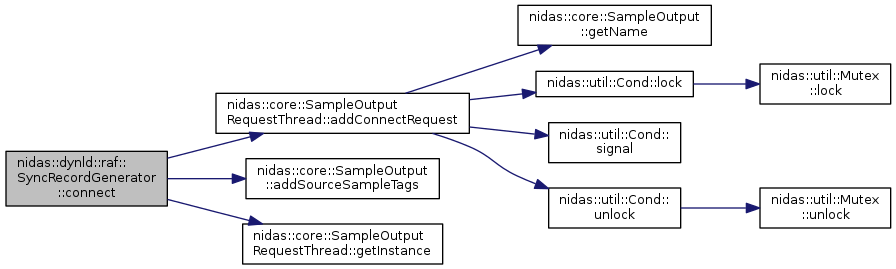 nidas::dynld::raf::
SyncRecordGenerator
::connect
nidas::core::SampleOutput
RequestThread::addConnectRequest
nidas::core::SampleOutput
::addSourceSampleTags
nidas::core::SampleOutput
RequestThread::getInstance
nidas::core::SampleOutput
::getName
nidas::util::Cond::lock
nidas::util::Cond::
signal
nidas::util::Cond::
unlock
nidas::util::Mutex
::lock
nidas::util::Mutex
::unlock